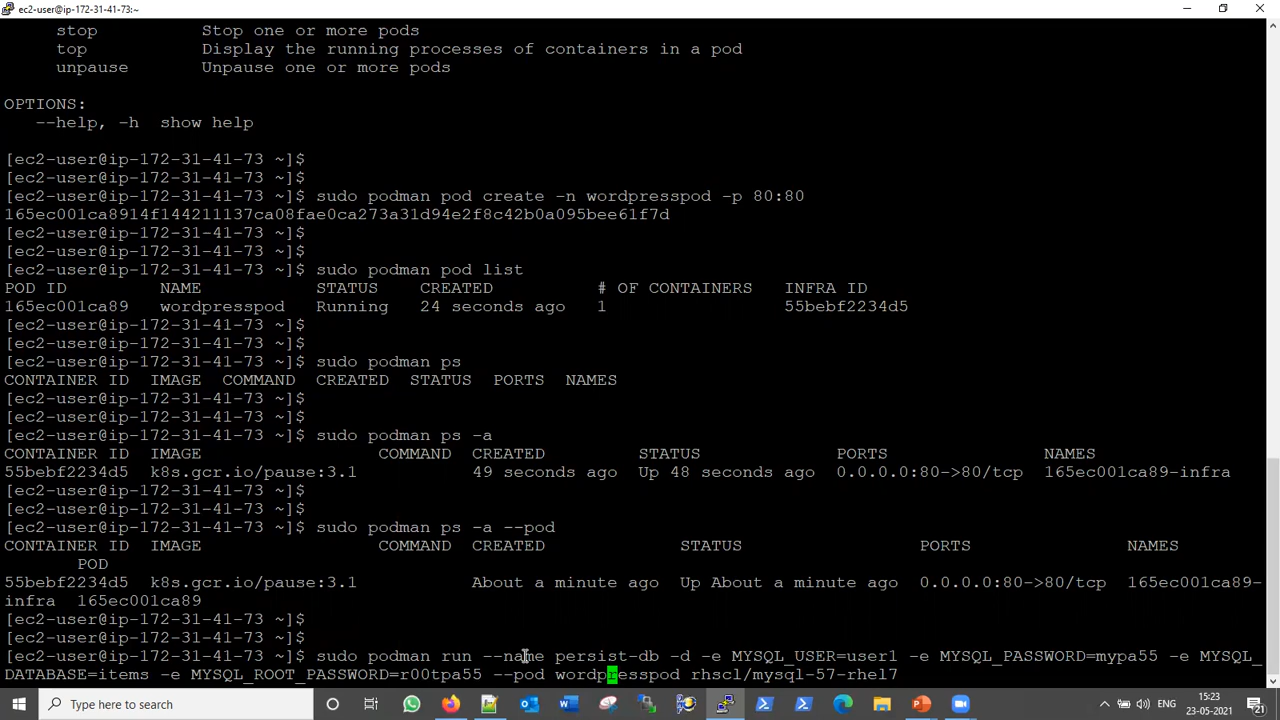 ec2-user@ip-172-31-41-73:~
stop Stop one or more pods
top Display the running processes of containers in a pod
unpause Unpause one or more pods
OPTIONS:
--help, -h show help
[ec2-user@ip-172-31-41-73 ~]$
[ec2-user@ip-172-31-41-73 ~]$
[ec2-user@ip-172-31-41-73 ~]$ sudo podman pod create -n wordpresspod -p 80:80
165ec001ca8914f144211137ca08fae0ca273a31d94e2f8c42b0a095bee61f7d
[ec2-user@ip-172-31-41-73 ~]$
[ec2-user@ip-172-31-41-73 ~]$
[ec2-user@ip-172-31-41-73 ~]$ sudo podman pod list
POD ID NAME STATUS CREATED # OF CONTAINERS INFRA ID
165ec001ca89 wordpresspod Running 24 seconds ago 1 55bebf2234d5
[ec2-user@ip-172-31-41-73 ~]$
[ec2-user@ip-172-31-41-73 ~]$
[ec2-user@ip-172-31-41-73 ~]$ sudo podman ps
CONTAINER ID IMAGE COMMAND CREATED STATUS PORTS NAMES
[ec2-user@ip-172-31-41-73 ~]$
[ec2-user@ip-172-31-41-73 ~]$
[ec2-user@ip-172-31-41-73 ~]$ sudo podman ps -a
CONTAINER ID IMAGE COMMAND CREATED STATUS PORTS NAMES
55bebf2234d5 k8s.gcr.io/pause:3.1 49 seconds ago Up 48 seconds ago 0.0.0.0:80->80/tcp 165ec001ca89-infra
[ec2-user@ip-172-31-41-73 ~]$
[ec2-user@ip-172-31-41-73 ~]$
[ec2-user@ip-172-31-41-73 ~]$ sudo podman ps -a --pod
CONTAINER ID IMAGE COMMAND CREATED STATUS PORTS NAMES
POD
55bebf2234d5 k8s.gcr.io/pause:3.1 About a minute ago Up About a minute ago 0.0.0.0:80->80/tcp 165ec001ca89-
infra 165ec001ca89
[ec2-user@ip-172-31-41-73 ~]$
[ec2-user@ip-172-31-41-73 ~]$
[ec2-user@ip-172-31-41-73 ~]$ sudo podman run --name persist-db -d -e MYSQL_USER=user1 -e MYSQL_PASSWORD=mypa55 -e MYSQL_
DATABASE=items -e MYSQL_ROOT_PASSWORD=r00tpa55 --pod wordpresspod rhscl/mysql-57-rhel7
Type here to search
ENG
15:23
23-05-2021
21